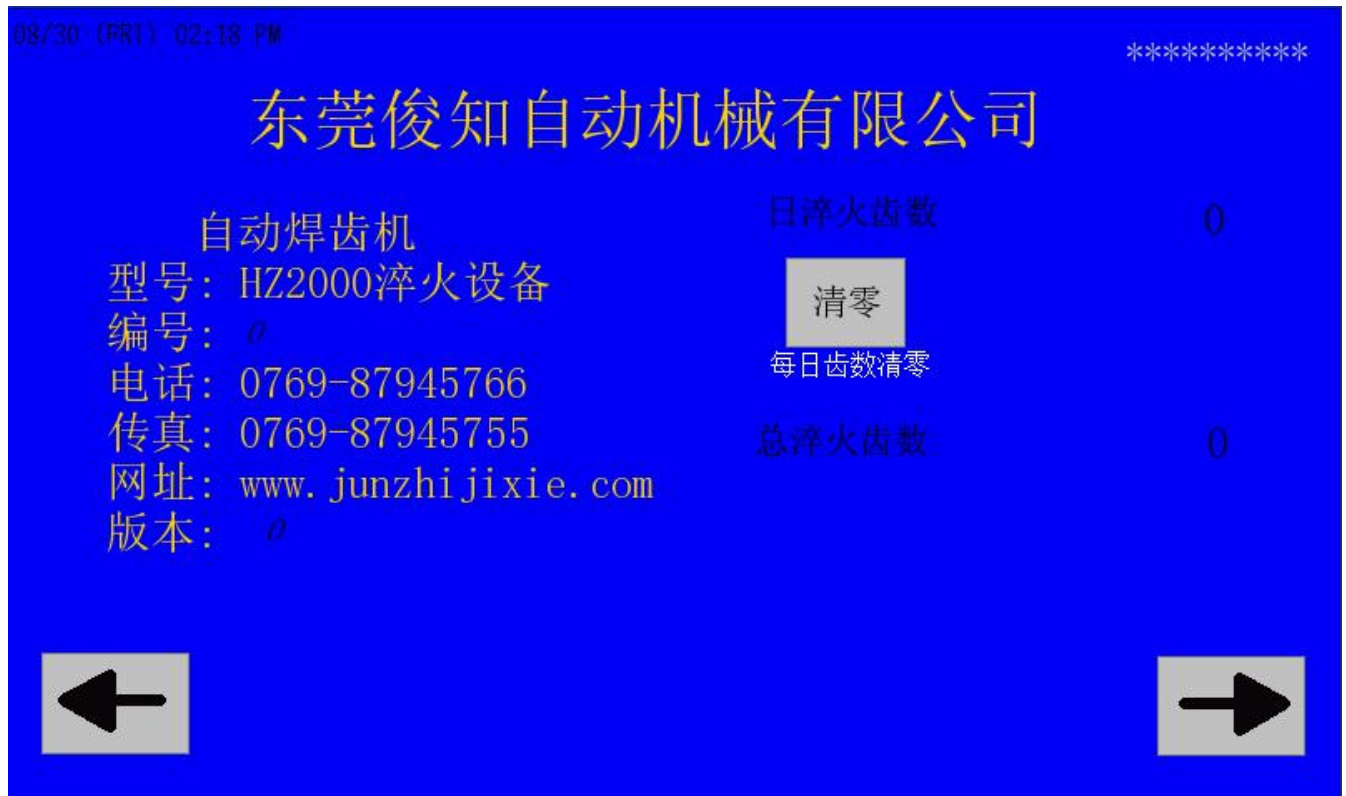 08/30 (FRI) 02:18 PM
**********
东莞俊知自动机械有限公司
自动焊齿机
型号: HZ2000淬火设备
编号: 0
电话: 0769-87945766
传真: 0769-87945755
网址: www.junzhijixie.com
版本: 0
日淬火齿数 0
清零
每日齿数清零
总淬火齿数 0